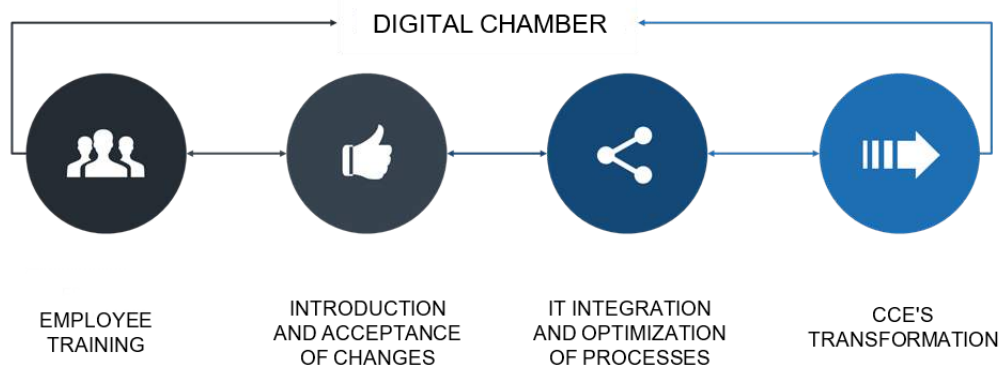 DIGITAL CHAMBER
EMPLOYEE
TRAINING
INTRODUCTION
AND ACCEPTANCE
OF CHANGES
IT INTEGRATION
AND OPTIMIZATION
OF PROCESSES
CCE'S
TRANSFORMATION